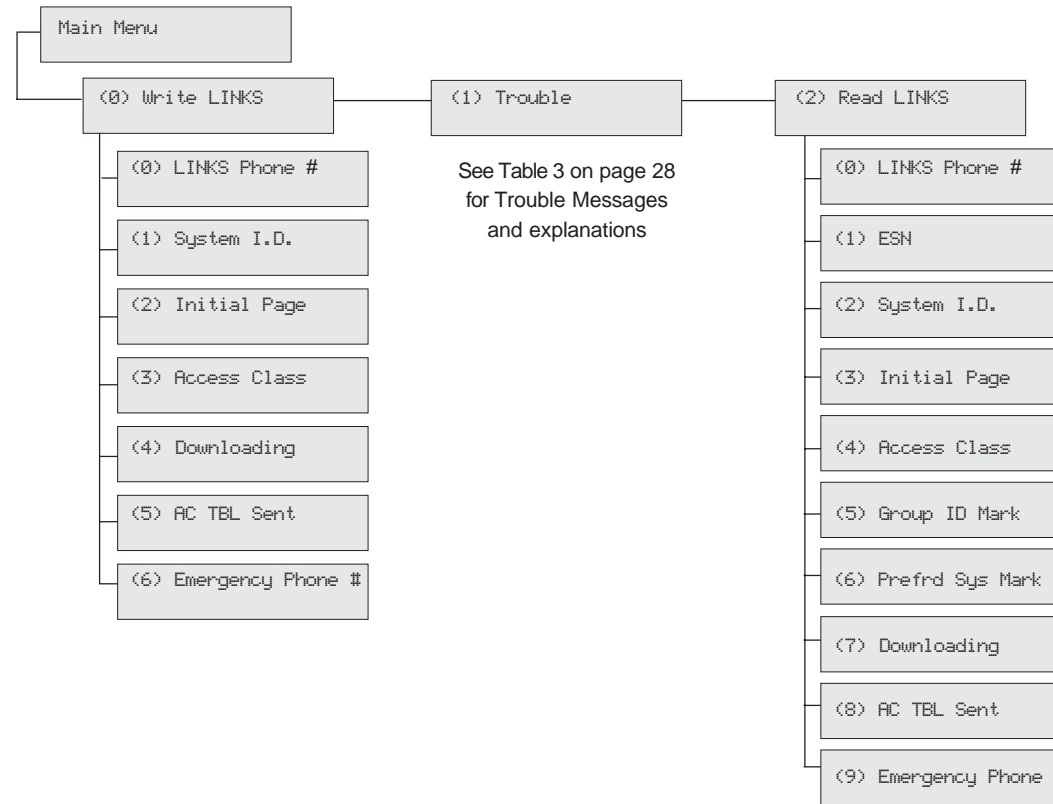 Main Menu
(0) Write LINKS
(1) Trouble
(2) Read LINKS
(0) LINKS Phone #
(1) System I.D.
(2) Initial Page
(3) Access Class
(4) Downloading
(5) AC TBL Sent
(6) Emergency Phone #
See Table 3 on page 28
for Trouble Messages
and explanations
(0) LINKS Phone #
(1) ESN
(2) System I.D.
(3) Initial Page
(4) Access Class
(5) Group ID Mark
(6) Prefrd Sys Mark
(7) Downloading
(8) AC TBL Sent
(9) Emergency Phone